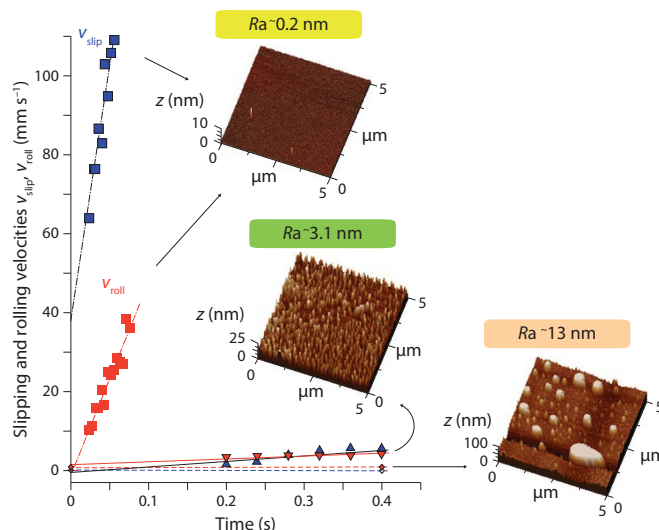 Ra~0.2 nm
v_slip
100
80
60
40
20
0
Slipping and rolling velocities v_slip, v_roll (mm s⁻¹)
z (nm)
10
0
0
μm
5
0
μm
5
Ra~3.1 nm
v_roll
z (nm)
25
0
0
μm
5
0
μm
5
Ra ~13 nm
z (nm)
100
0
0
μm
5
0
μm
5
0
0.1
0.2
0.3
0.4
Time (s)